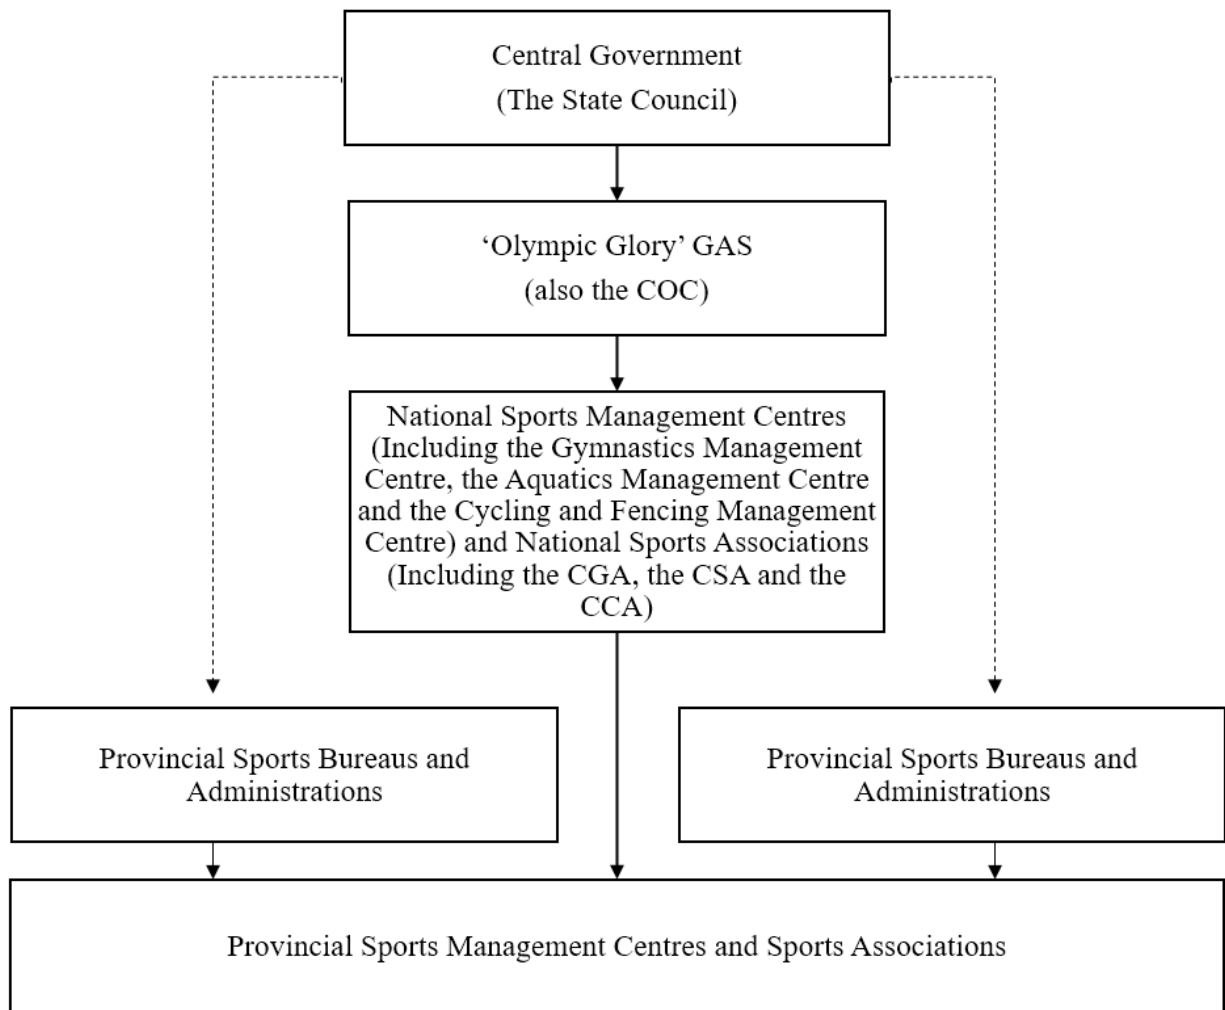 Central Government
(The State Council)
‘Olympic Glory’ GAS
(also the COC)
National Sports Management Centres
(Including the Gymnastics Management
Centre, the Aquatics Management Centre
and the Cycling and Fencing Management
Centre) and National Sports Associations
(Including the CGA, the CSA and the
CCA)
Provincial Sports Bureaus and
Administrations
Provincial Sports Bureaus and
Administrations
Provincial Sports Management Centres and Sports Associations